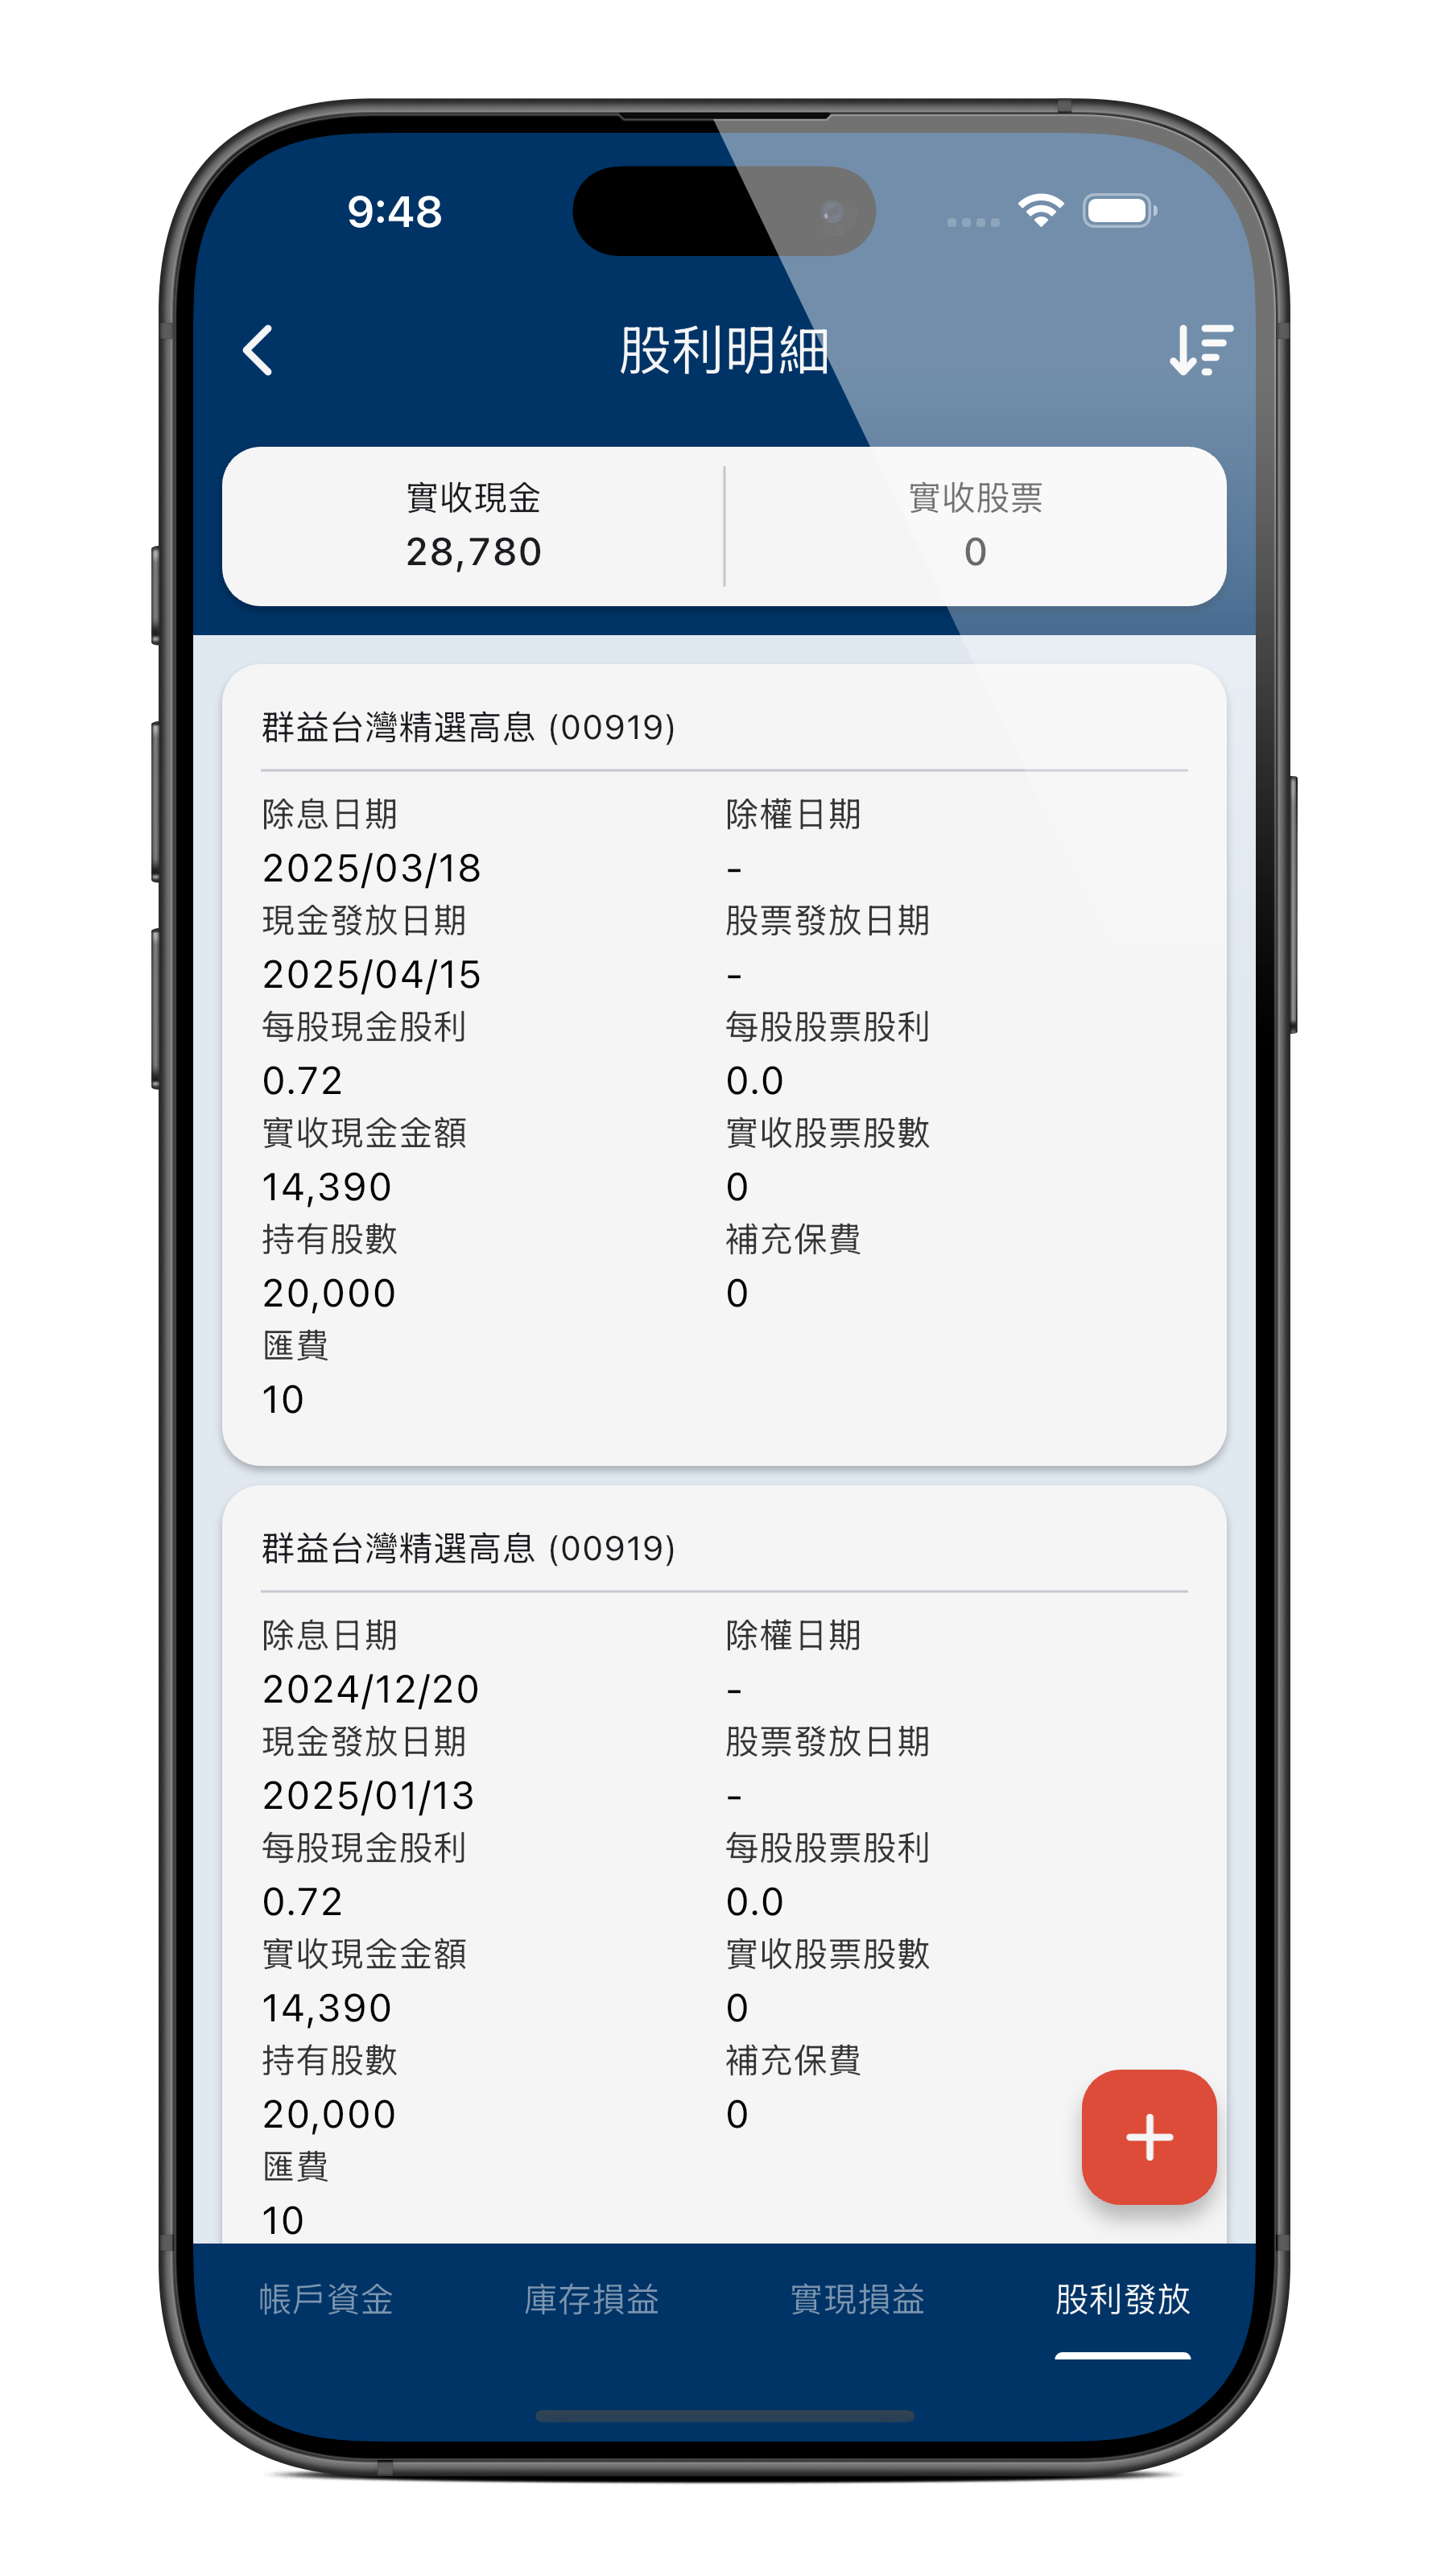 9:48
股利明細
實收現金 實收股票
28,780 0
群益台灣精選高息 (00919)
除息日期 除權日期
2025/03/18 -
現金發放日期 股票發放日期
2025/04/15 -
每股現金股利 每股股票股利
0.72 0.0
實收現金金額 實收股票股數
14,390 0
持有股數 補充保費
20,000 0
匯費
10
群益台灣精選高息 (00919)
除息日期 除權日期
2024/12/20 -
現金發放日期 股票發放日期
2025/01/13 -
每股現金股利 每股股票股利
0.72 0.0
實收現金金額 實收股票股數
14,390 0
持有股數 補充保費
20,000 0
匯費
10
帳戶資金 庫存損益 實現損益 股利發放